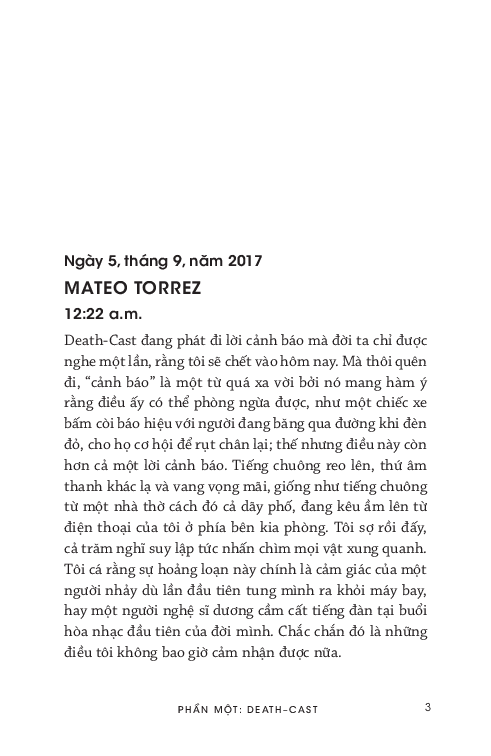 Ngày 5, tháng 9, năm 2017
MATEO TORREZ
12:22 a.m.
Death-Cast đang phát đi lời cảnh báo mà đời ta chỉ được
nghe một lần, rằng tôi sẽ chết vào hôm nay. Mà thôi quên
đi, “cảnh báo” là một từ quá xa vời bởi nó mang hàm ý
rằng điều ấy có thể phòng ngừa được, như một chiếc xe
bấm còi báo hiệu với người đang băng qua đường khi đèn
đỏ, cho họ cơ hội để rụt chân lại; thế nhưng điều này còn
hơn cả một lời cảnh báo. Tiếng chuông reo lên, thứ âm
thanh khác lạ và vang vọng mãi, giống như tiếng chuông
từ một nhà thờ cách đó cả dãy phố, đang kêu ầm lên từ
điện thoại của tôi ở phía bên kia phòng. Tôi sợ rồi đấy,
cả trăm nghĩ suy lập tức nhấn chìm mọi vật xung quanh.
Tôi cá rằng sự hoảng loạn này chính là cảm giác của một
người nhảy dù lần đầu tiên tung mình ra khỏi máy bay,
hay một người nghệ sĩ dương cầm cất tiếng đàn tại buổi
hòa nhạc đầu tiên của đời mình. Chắc chắn đó là những
điều tôi không bao giờ cảm nhận được nữa.
PHẦN MỘT: DEATH-CAST 3